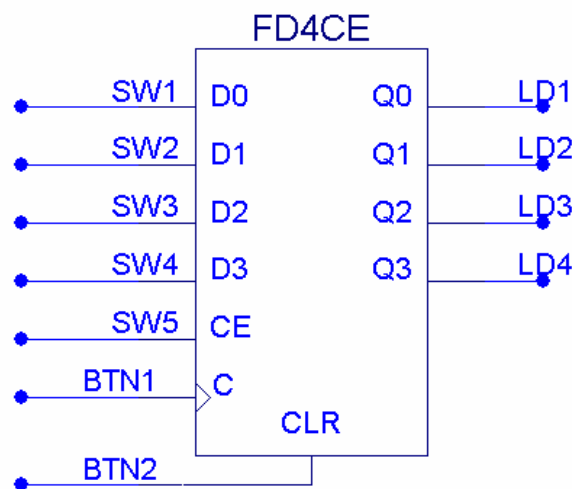 FD4CE
SW1 D0 Q0 LD1
SW2 D1 Q1 LD2
SW3 D2 Q2 LD3
SW4 D3 Q3 LD4
SW5 CE
BTN1 C
CLR
BTN2